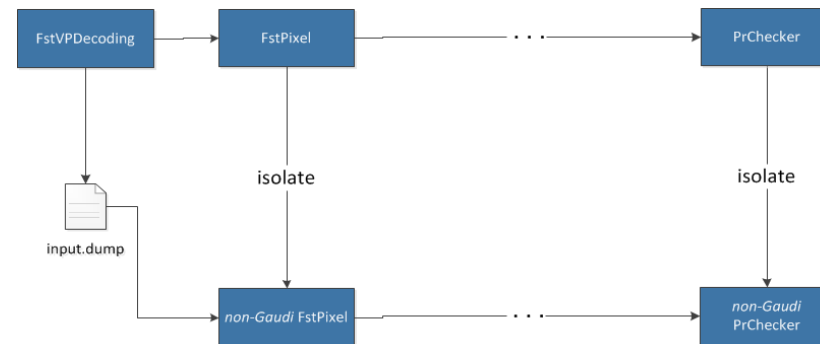 FstVPDecoding
FstPixel
. . .
PrChecker
isolate
isolate
input.dump
non-Gaudi FstPixel
. . .
non-Gaudi
PrChecker